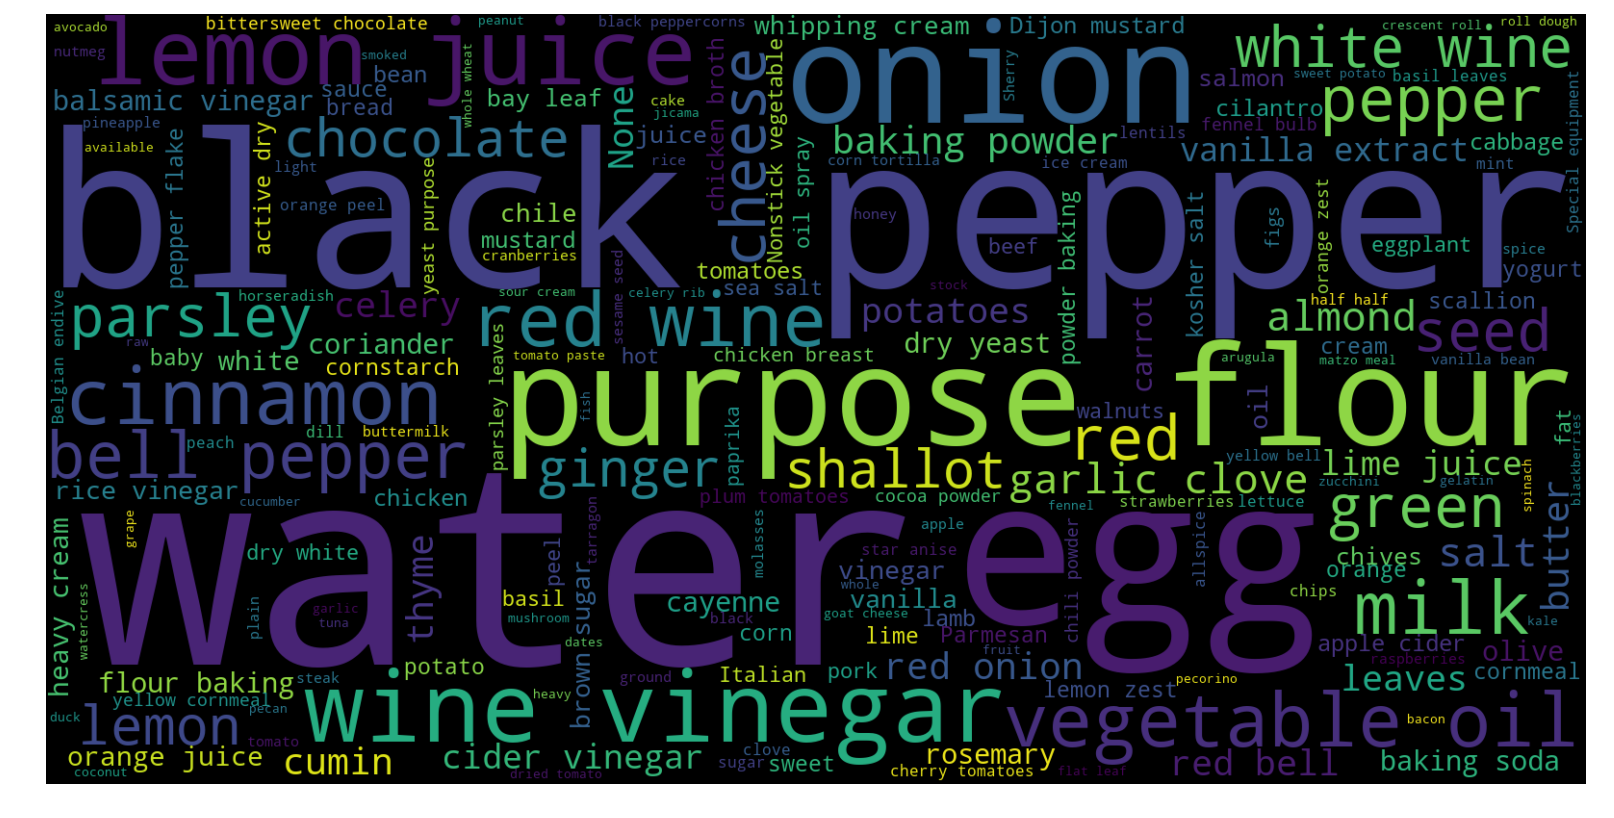 avocado
bittersweet chocolate
peanut
black peppercorns
whipping cream
Dijon mustard
crescent roll
roll dough
nutmeg
lemon juice
smoked
bean
onion
white wine
whole wheat
Nonstick vegetable
Sherry
salmon
sweet potato
basil leaves
Special equipment
balsamic vinegar
sauce
bread
bay leaf
cake
jicama
chicken broth
cheese
cilantro
pepper
pineapple
chocolate
None
juice
baking powder
lentils
fennel bulb
vanilla extract
cabbage
available
pepper flake
active dry
light
rice
corn tortilla
ice cream
mint
black pepper
orange peel
yeast purpose
chile
mustard
cranberries
oil spray
honey
beef
powder baking
kosher salt
figs
orange zest
eggplant
spice
yogurt
tomatoes
horseradish
sour cream
sesame seed
celery rib
sea salt
stock
half half
scallion
parsley
celery
red wine
potatoes
carrot
almond
seed
Belgian endive
raw
baby white
coriander
cornstarch
parsley leaves
tomato paste
hot
chicken breast
dry yeast
arugula
cream
matzo meal
vanilla bean
cinnamon
purpose flour
fish
walnuts
oil
fat
blackberries
bell pepper
peach
dill
buttermilk
paprika
red
yellow bell
ginger
shallot
garlic clove
lime juice
zucchini
gelatin
spinach
rice vinegar
cucumber
chicken
plum tomatoes
cocoa powder
strawberries
lettuce
fennel
green
heavy cream
grape
water
egg
tarragon
molasses
apple
star anise
chili powder
allspice
chives
orange
salt
butter
watercress
dry white
thyme
peel
brown sugar
plain
garlic
tuna
basil
mushroom
cayenne
black
vinegar
whole
vanilla
goat cheese
lamb
chips
milk
kale
dates
corn
lime
Parmesan
fruit
apple cider
olive
raspberries
flour baking
steak
potato
ground
Italian
pork
red onion
pecorino
lemon zest
leaves
cornmeal
yellow cornmeal
pecan
heavy
wine vinegar
vegetable oil
duck
lemon
tomato
bacon
orange juice
cumin
cider vinegar
clove
sugar
sweet
rosemary
cherry tomatoes
flat leaf
red bell
baking soda
coconut
dried tomato